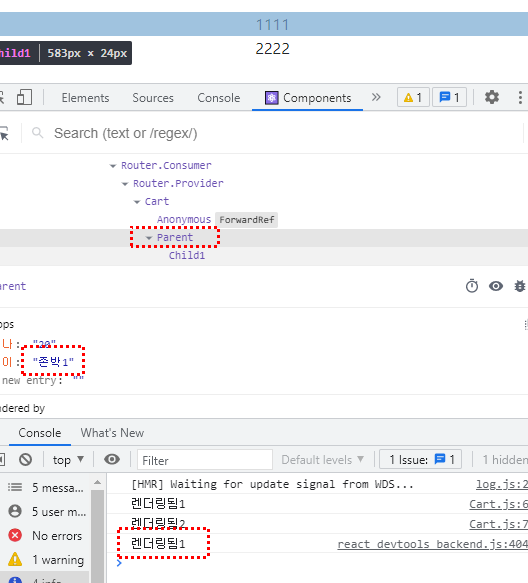 1111
2222
hild1 | 583px × 24px
Elements Sources Console Components » 1 1
Search (text or /regex/)
Router.Consumer
Router.Provider
Cart
Anonymous ForwardRef
Parent
Child1
arent
ops
나: "20"
이: "존박1"
new entry: ""
ndered by
Console What's New
top Filter Default levels 1 Issue: 1 1 hidden
5 messa... [HMR] Waiting for update signal from WDS... log.js:2
렌더링됨1 Cart.js:6
5 user m... 렌더링됨2 Cart.js:7
No errors 렌더링됨1 react_devtools_backend.js:404
1 warning
4 info